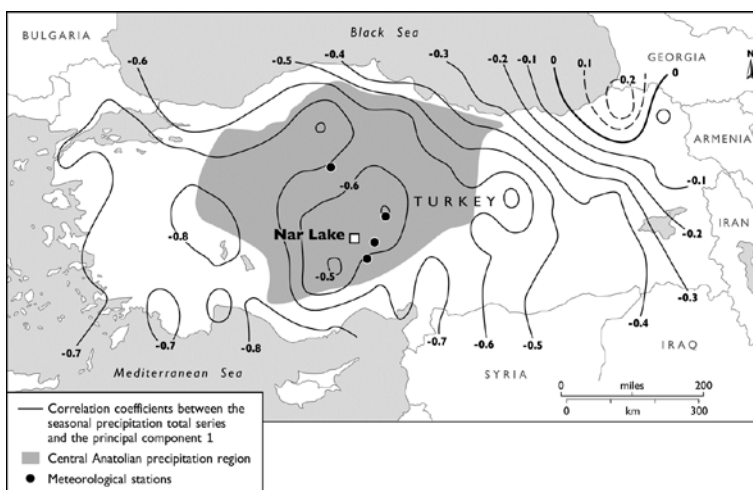 BULGARIA
Black Sea
GEORGIA
N
ARMENIA
IRAN
TURKEY
Nar Lake
IRAQ
SYRIA
Mediterranean Sea
-0.6
-0.5
-0.4
-0.3
-0.2
-0.1
0
0.1
0.2
0
-0.1
-0.2
-0.3
-0.4
-0.5
-0.6
-0.7
-0.8
-0.7
-0.7
-0.8
-0.6
-0.5
0 miles 200
0 km 300
Correlation coefficients between the
seasonal precipitation total series
and the principal component 1
Central Anatolian precipitation region
Meteorological stations